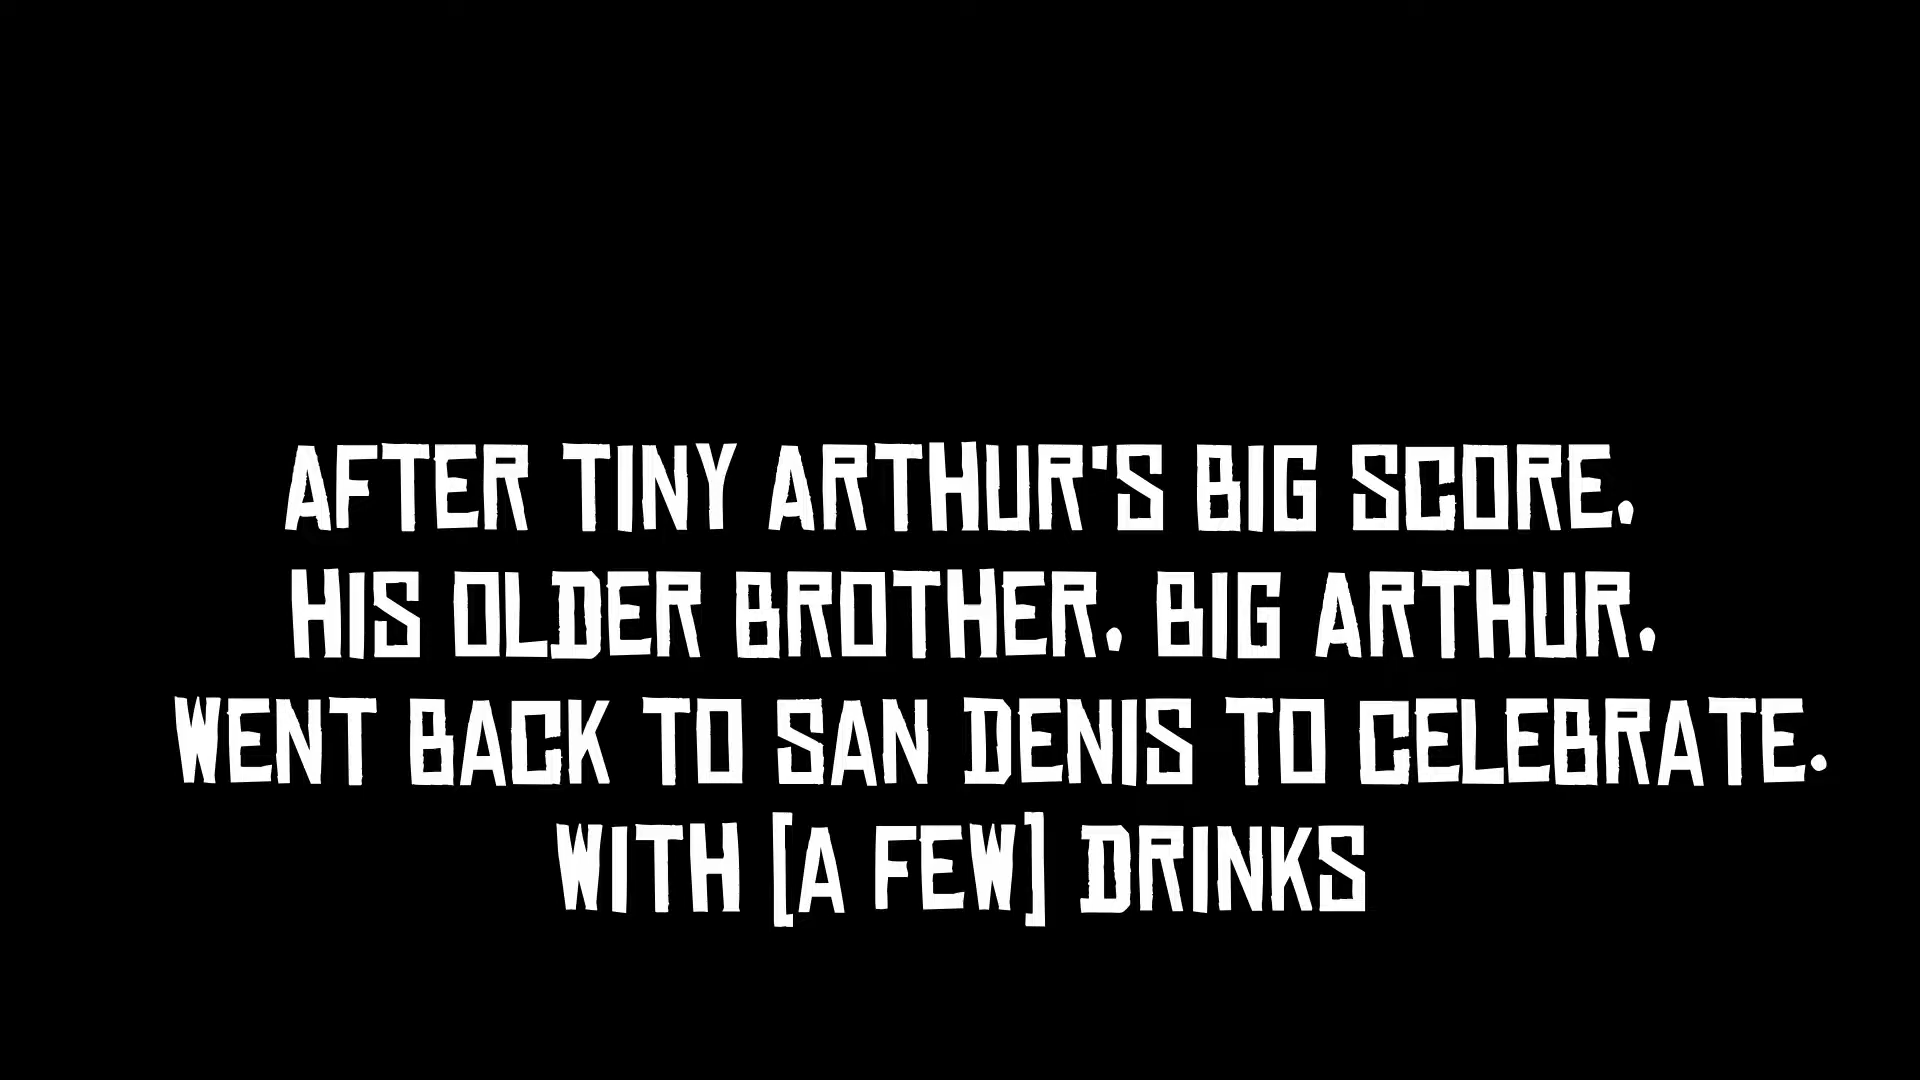 AFTER TINY ARTHUR'S BIG SCORE,
HIS OLDER BROTHER, BIG ARTHUR,
WENT BACK TO SAN DENIS TO CELEBRATE.
WITH [A FEW] DRINKS